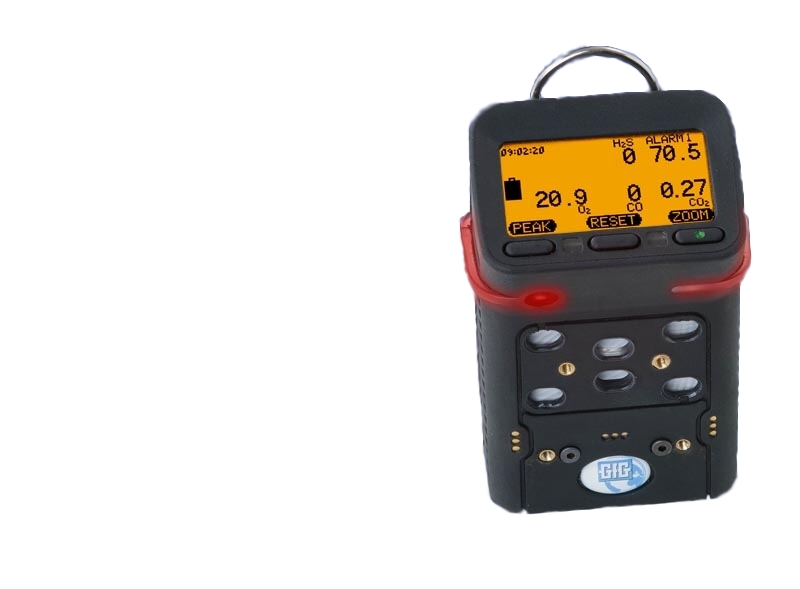 H₂S ALARM1
09:02:20 0 70.5
20.9 0 0.27
O₂ CO CO₂
PEAK RESET ZOOM
GfG